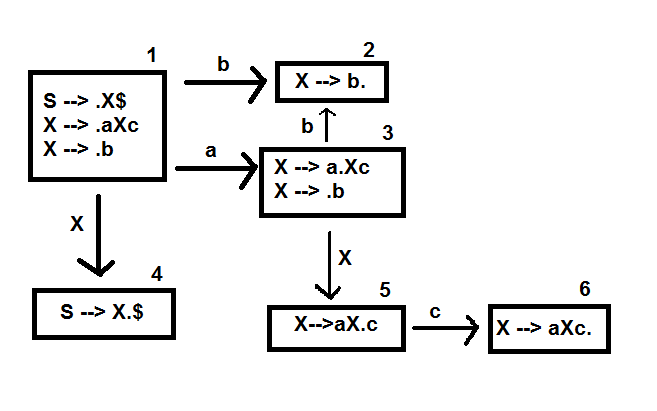 1
S --> .X$
X --> .aXc
X --> .b
b
2
X --> b.
a
b
3
X --> a.Xc
X --> .b
X
4
S --> X.$
X
5
X-->aX.c
c
6
X --> aXc.